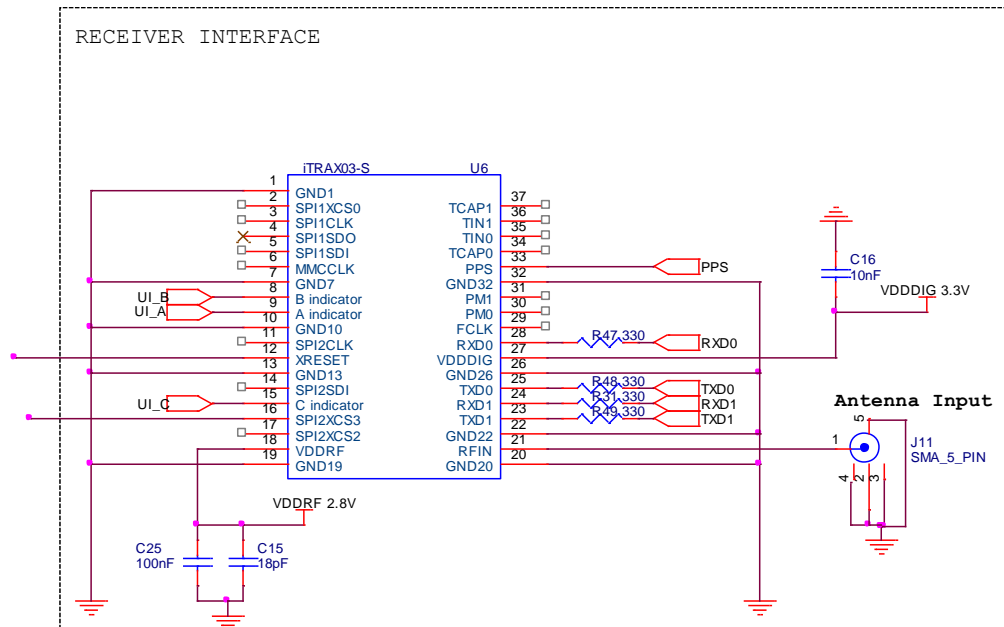 RECEIVER INTERFACE
iTRAX03-S
U6
1
GND1
2
SPI1XCS0
3
SPI1CLK
4
SPI1SDO
5
SPI1SDI
6
MMCCLK
7
GND7
8
B indicator
9
A indicator
10
GND10
11
SPI2CLK
12
XRESET
13
GND13
14
SPI2SDI
15
C indicator
16
SPI2XCS3
17
SPI2XCS2
18
VDDRF
19
GND19
UI_B
UI_A
UI_C
37
TCAP1
36
TIN1
35
TIN0
34
TCAP0
33
PPS
32
GND32
31
PM1
30
PM0
29
FCLK
28
RXD0
27
VDDDIG
26
GND26
25
TXD0
24
RXD1
23
TXD1
22
GND22
21
RFIN
20
GND20
PPS
R47 330
RXD0
R48 330
TXD0
R31 330
RXD1
R49 330
TXD1
C16
10nF
VDDDIG 3.3V
Antenna Input
5
1
J11
SMA_5_PIN
4
2
3
VDDRF 2.8V
C25
100nF
C15
18pF